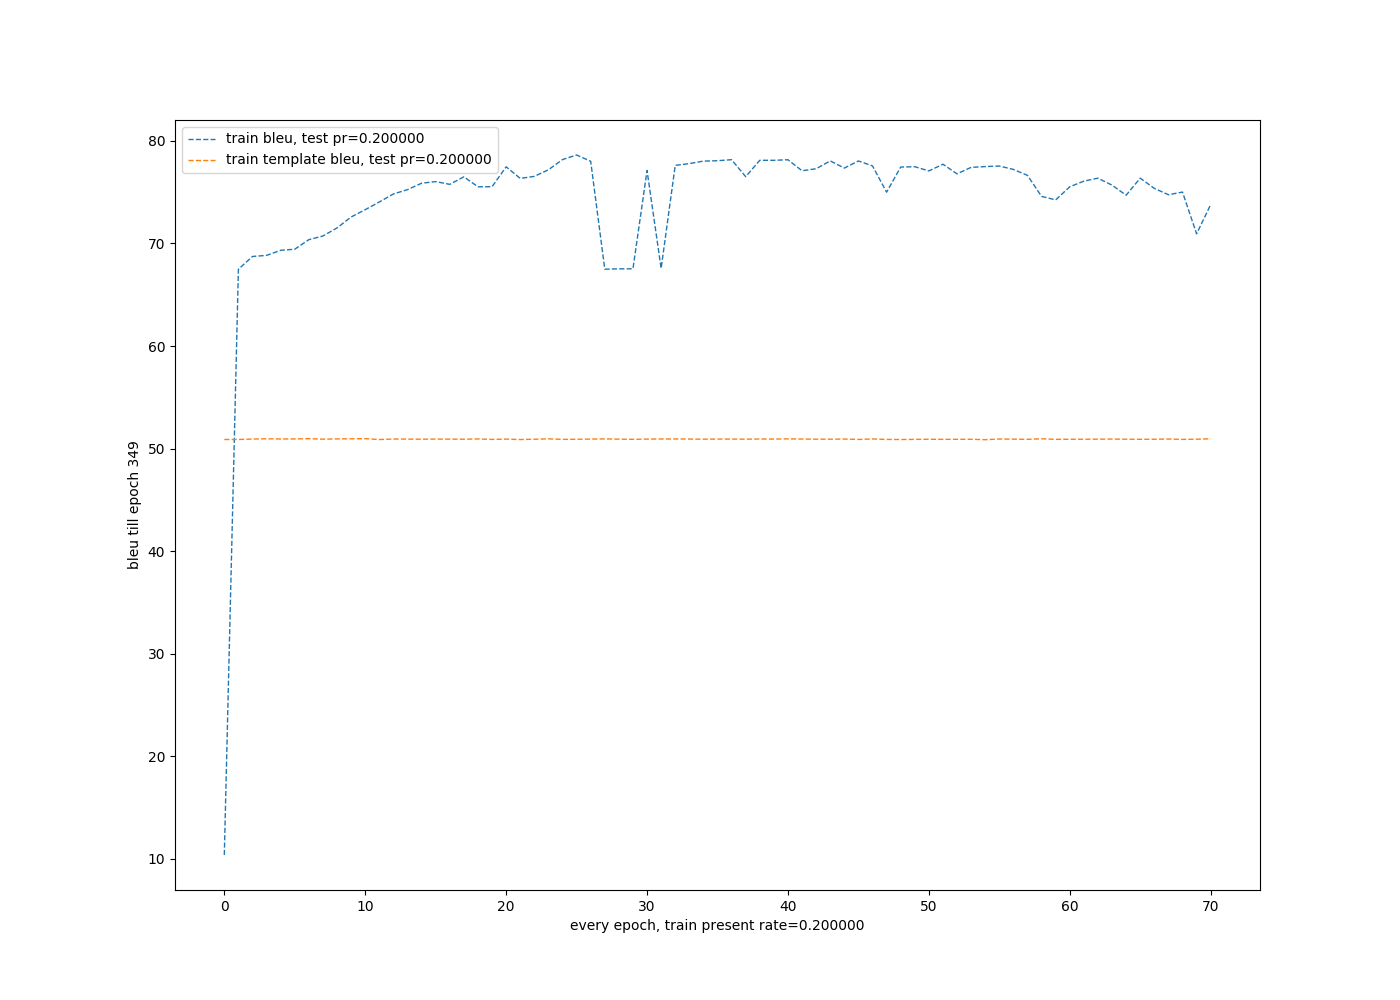 train bleu, test pr=0.200000
train template bleu, test pr=0.200000
80
70
60
50
40
30
20
10
bleu till epoch 349
0 10 20 30 40 50 60 70
every epoch, train present rate=0.200000